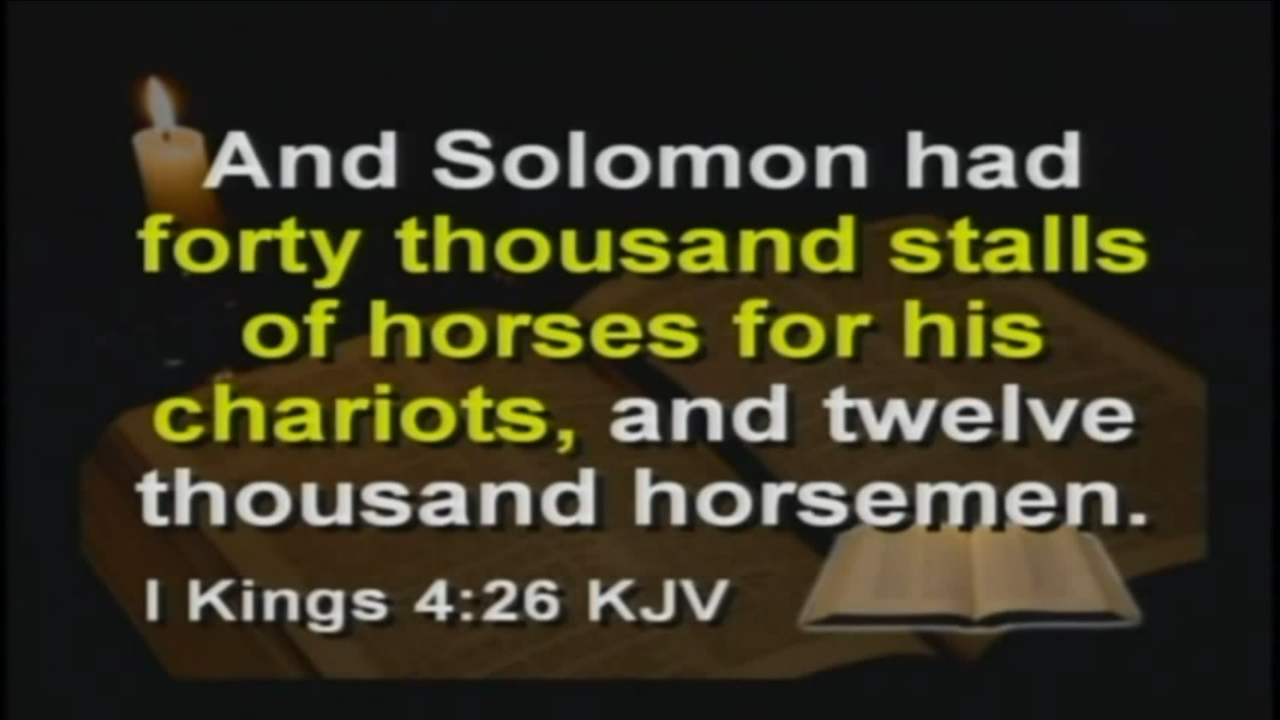 And Solomon had
forty thousand stalls
of horses for his
chariots, and twelve
thousand horsemen.
I Kings 4:26 KJV